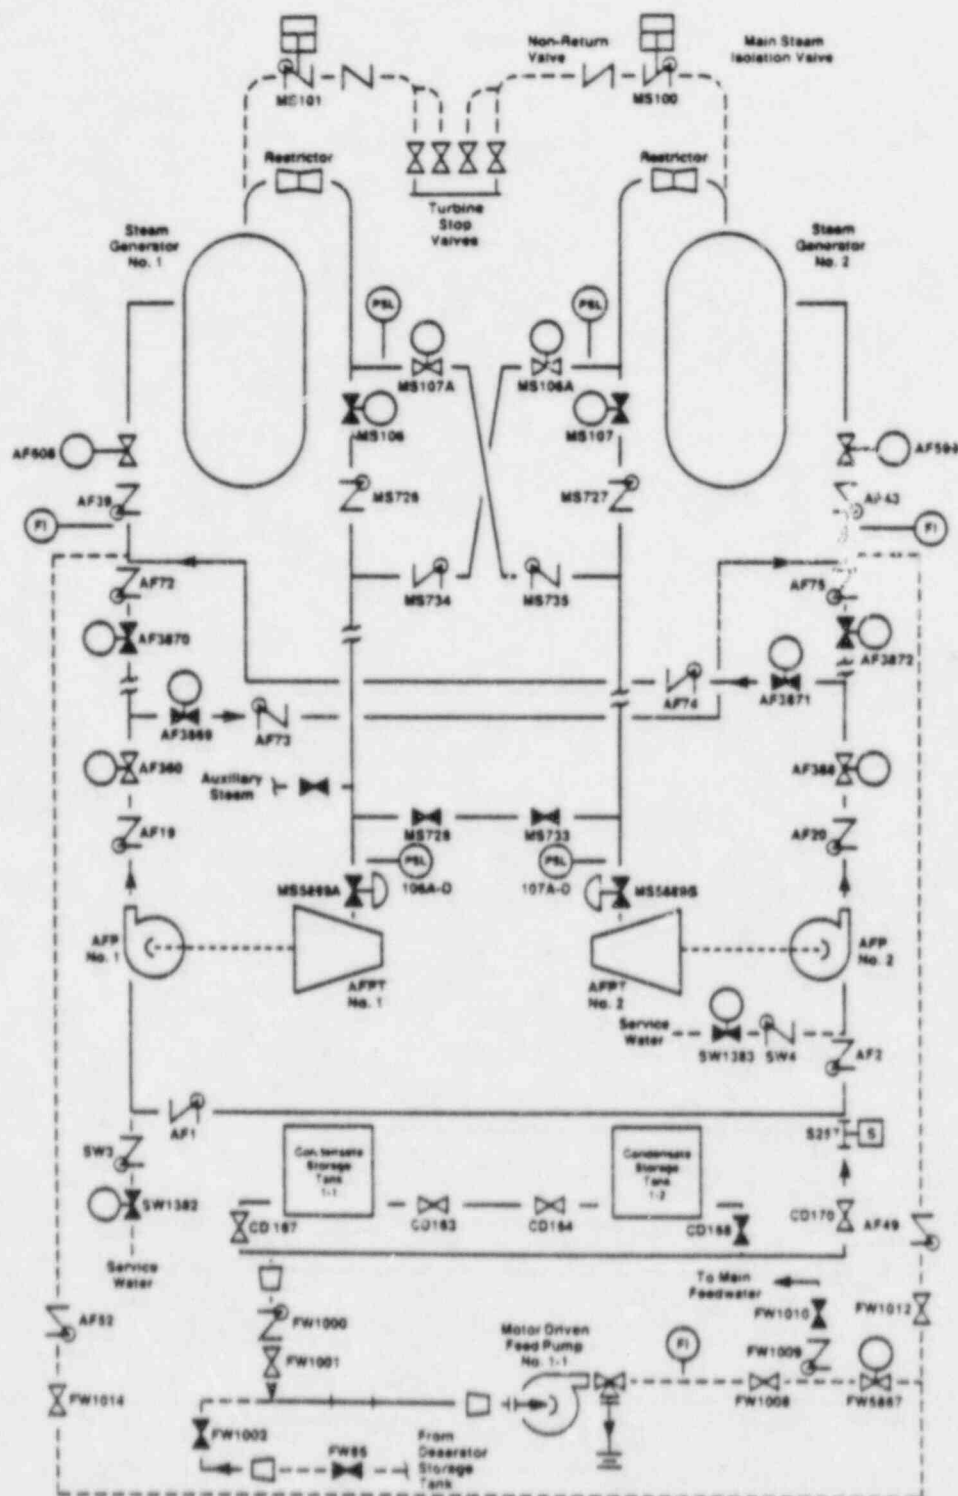 Non-Return
Valve
Main Steam
Isolation Valve
MS101
MS100
Restrictor
Restrictor
Turbine
Stop
Valves
Steam
Generator
No. 1
Steam
Generator
No. 2
PSL
PSL
MS107A
MS106A
MS106
MS107
AF608
AF599
AF39
MS726
MS727
AF43
FI
FI
AF72
MS734
MS735
AF75
AF3870
AF3872
AF3869
AF73
AF74
AF3871
AF360
Auxiliary
Steam
AF388
AF19
MS728
MS733
AF20
PSL
PSL
MS5889A
106A-D
107A-D
MS5889B
AFP
No. 1
AFPT
No. 1
AFPT
No. 2
AFP
No. 2
Service
Water
SW1383
SW4
AF2
AF1
S257
S
SW3
Condensate
Storage
Tank
1-1
Condensate
Storage
Tank
1-2
SW1382
CD167
CD163
CD164
CD168
CD170
AF49
Service
Water
To Main
Feedwater
AF52
FW1000
Motor Driven
Feed Pump
No. 1-1
FI
FW1010
FW1012
FW1009
FW1001
FW1014
FW1008
FW5867
FW1002
FW85
From
Deaerator
Storage
Tank